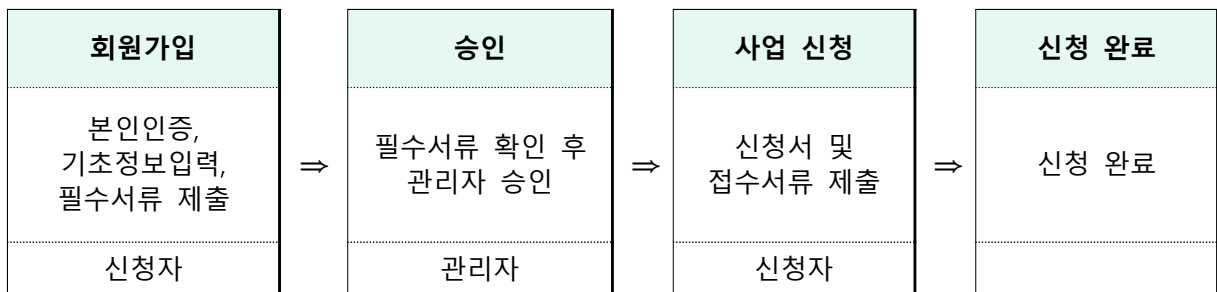 회원가입
본인인증,
기초정보입력,
필수서류 제출
신청자
⇒
승인
필수서류 확인 후
관리자 승인
관리자
⇒
사업 신청
신청서 및
접수서류 제출
신청자
⇒
신청 완료
신청 완료